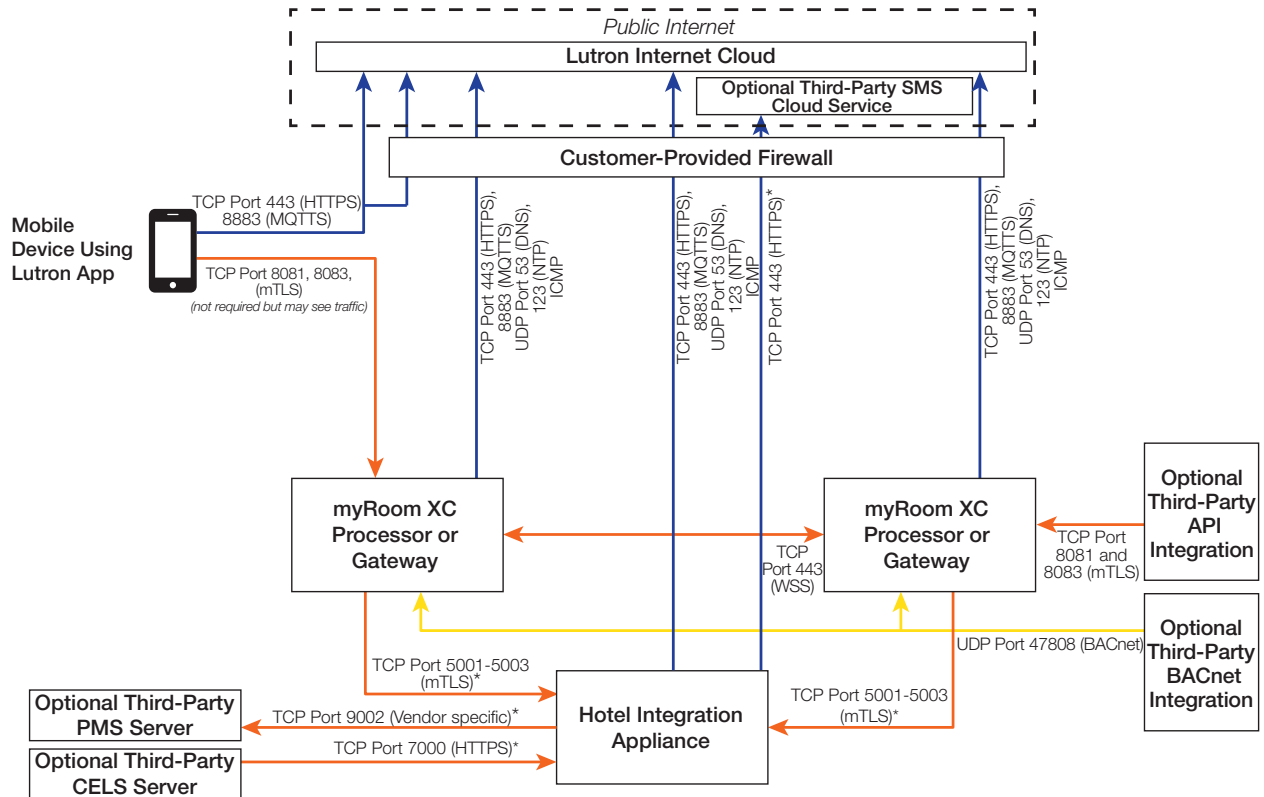 Public Internet
Lutron Internet Cloud
Optional Third-Party SMS
Cloud Service
Customer-Provided Firewall
TCP Port 443 (HTTPS)
8883 (MQTTS)
Mobile
Device Using
Lutron App
TCP Port 8081, 8083,
(mTLS)
(not required but may see traffic)
TCP Port 443 (HTTPS),
8883 (MQTTS)
UDP Port 53 (DNS),
123 (NTP)
ICMP
TCP Port 443 (HTTPS),
8883 (MQTTS)
UDP Port 53 (DNS),
123 (NTP)
ICMP
TCP Port 443 (HTTPS)*
TCP Port 443 (HTTPS),
8883 (MQTTS)
UDP Port 53 (DNS),
123 (NTP)
ICMP
myRoom XC
Processor or
Gateway
TCP
Port 443
(WSS)
myRoom XC
Processor or
Gateway
TCP Port
8081 and
8083 (mTLS)
Optional
Third-Party
API
Integration
UDP Port 47808 (BACnet)
Optional
Third-Party
BACnet
Integration
TCP Port 5001-5003
(mTLS)*
TCP Port 5001-5003
(mTLS)*
Hotel Integration
Appliance
Optional Third-Party
PMS Server
TCP Port 9002 (Vendor specific)*
TCP Port 7000 (HTTPS)*
Optional Third-Party
CELS Server